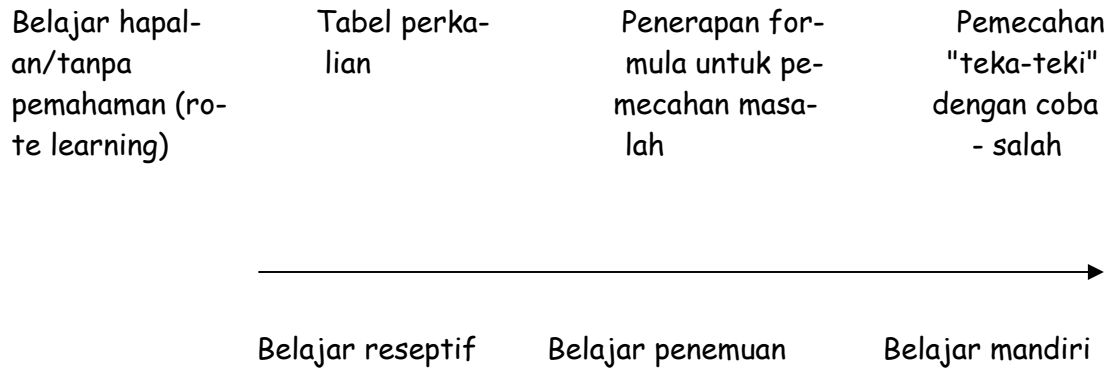 Belajar hapal- Tabel perka- Penerapan for- Pemecahan
an/tanpa lian mula untuk pe- "teka-teki"
pemahaman (ro- mecahan masa- dengan coba
te learning) lah - salah
Belajar reseptif Belajar penemuan Belajar mandiri